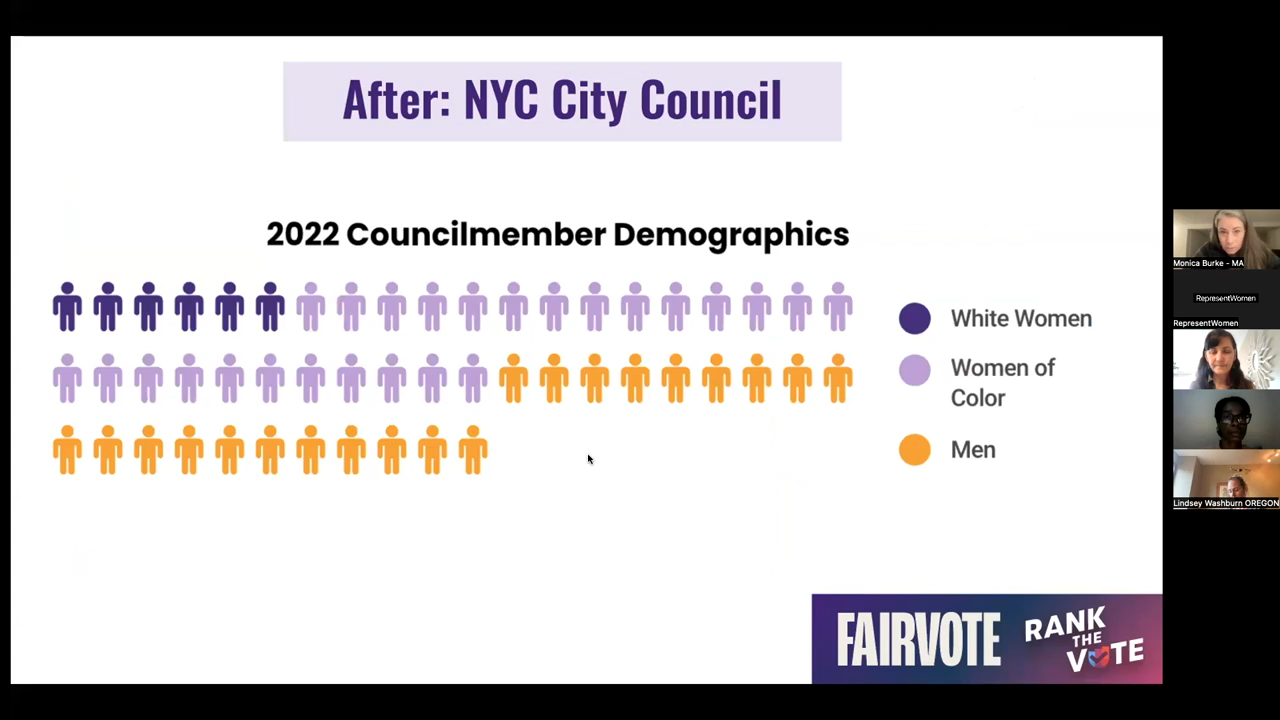 After: NYC City Council
2022 Councilmember Demographics
White Women
Women of
Color
Men
FAIRVOTE
RANK
THE
VOTE
Monica Burke - MA
RepresentWomen
RepresentWomen
Lindsey Washburn OREGON